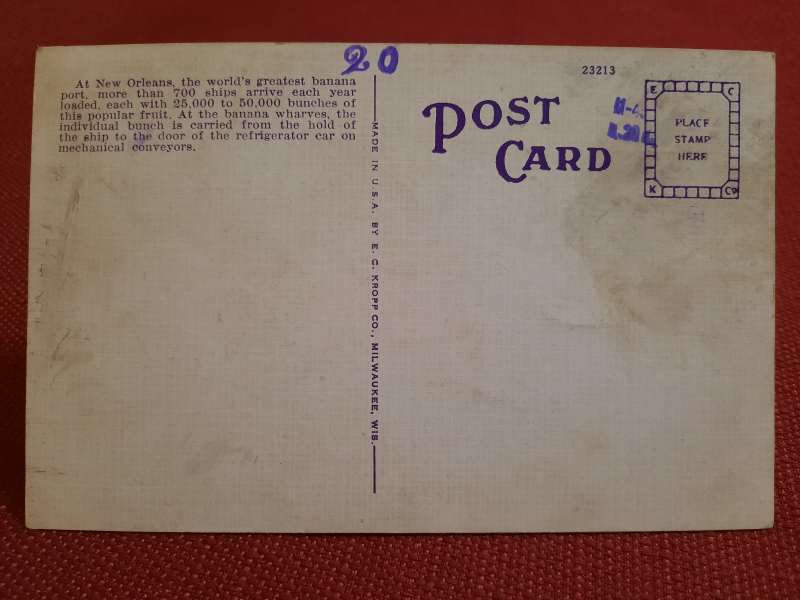 20
At New Orleans, the world's greatest banana
port, more than 700 ships arrive each year
loaded, each with 25,000 to 50,000 bunches of
this popular fruit. At the banana wharves, the
individual bunch is carried from the hold of
the ship to the door of the refrigerator car on
mechanical conveyors.
MADE IN U.S.A. BY E. C. KROPP CO., MILWAUKEE, WIS.
23213
POST
CARD
E C
PLACE
STAMP
HERE
K Co